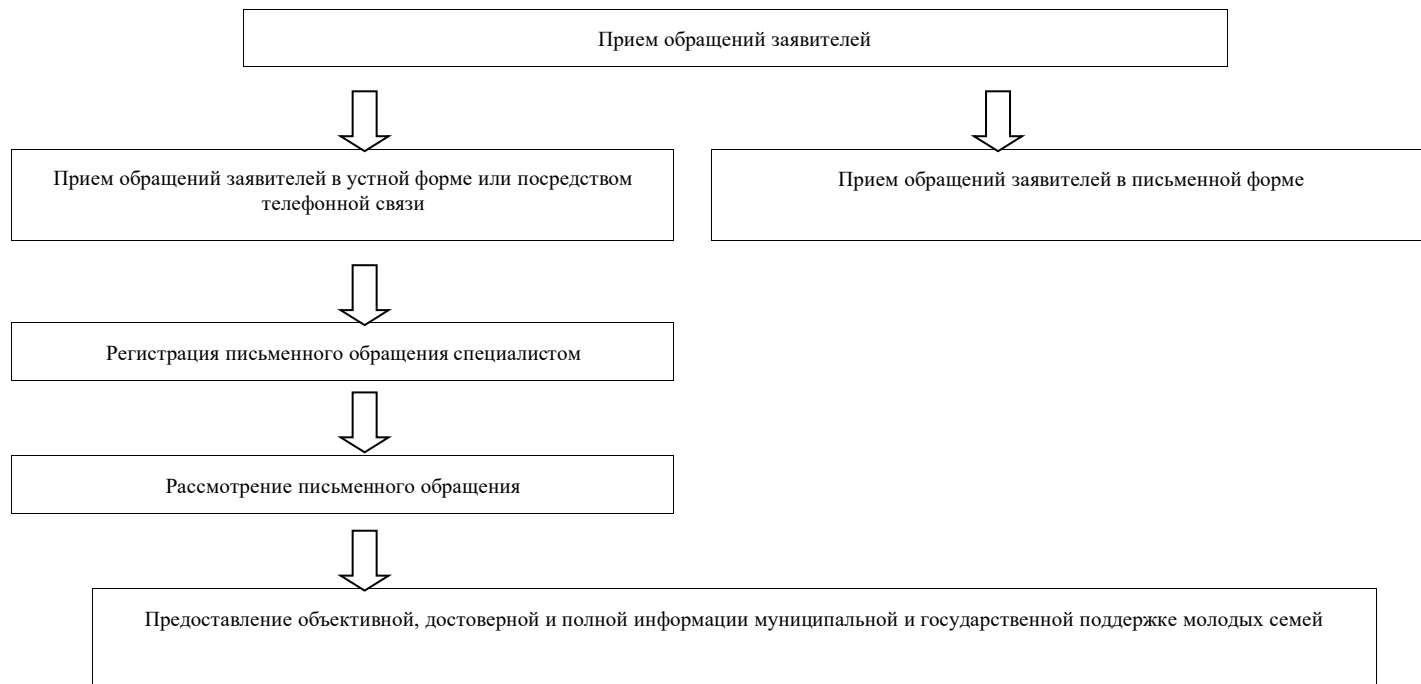 Прием обращений заявителей
Прием обращений заявителей в устной форме или посредством
телефонной связи
Прием обращений заявителей в письменной форме
Регистрация письменного обращения специалистом
Рассмотрение письменного обращения
Предоставление объективной, достоверной и полной информации муниципальной и государственной поддержке молодых семей